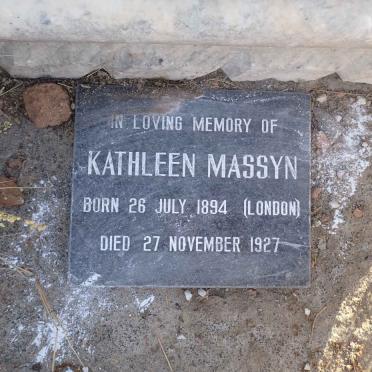 IN LOVING MEMORY OF
KATHLEEN MASSYN
BORN 26 JULY 1894 (LONDON)
DIED 27 NOVEMBER 1927